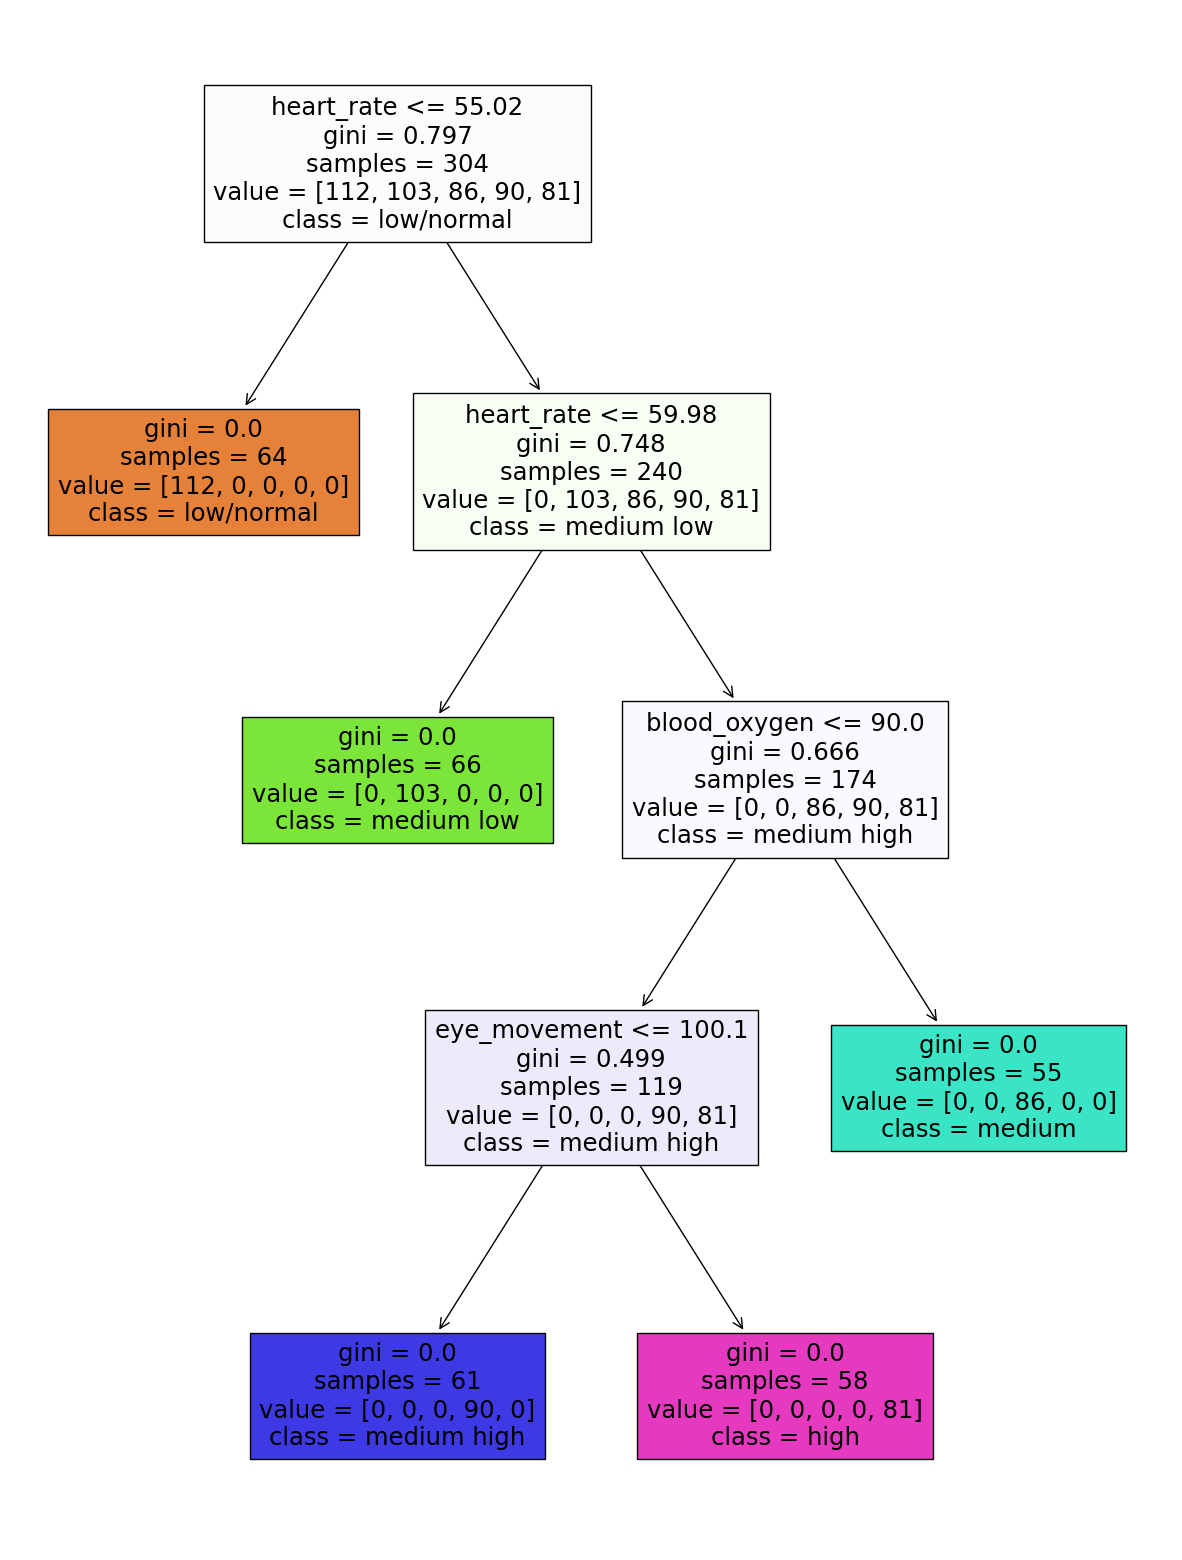 heart_rate <= 55.02
gini = 0.797
samples = 304
value = [112, 103, 86, 90, 81]
class = low/normal
gini = 0.0
samples = 64
value = [112, 0, 0, 0, 0]
class = low/normal
heart_rate <= 59.98
gini = 0.748
samples = 240
value = [0, 103, 86, 90, 81]
class = medium low
gini = 0.0
samples = 66
value = [0, 103, 0, 0, 0]
class = medium low
blood_oxygen <= 90.0
gini = 0.666
samples = 174
value = [0, 0, 86, 90, 81]
class = medium high
eye_movement <= 100.1
gini = 0.499
samples = 119
value = [0, 0, 0, 90, 81]
class = medium high
gini = 0.0
samples = 55
value = [0, 0, 86, 0, 0]
class = medium
gini = 0.0
samples = 61
value = [0, 0, 0, 90, 0]
class = medium high
gini = 0.0
samples = 58
value = [0, 0, 0, 0, 81]
class = high